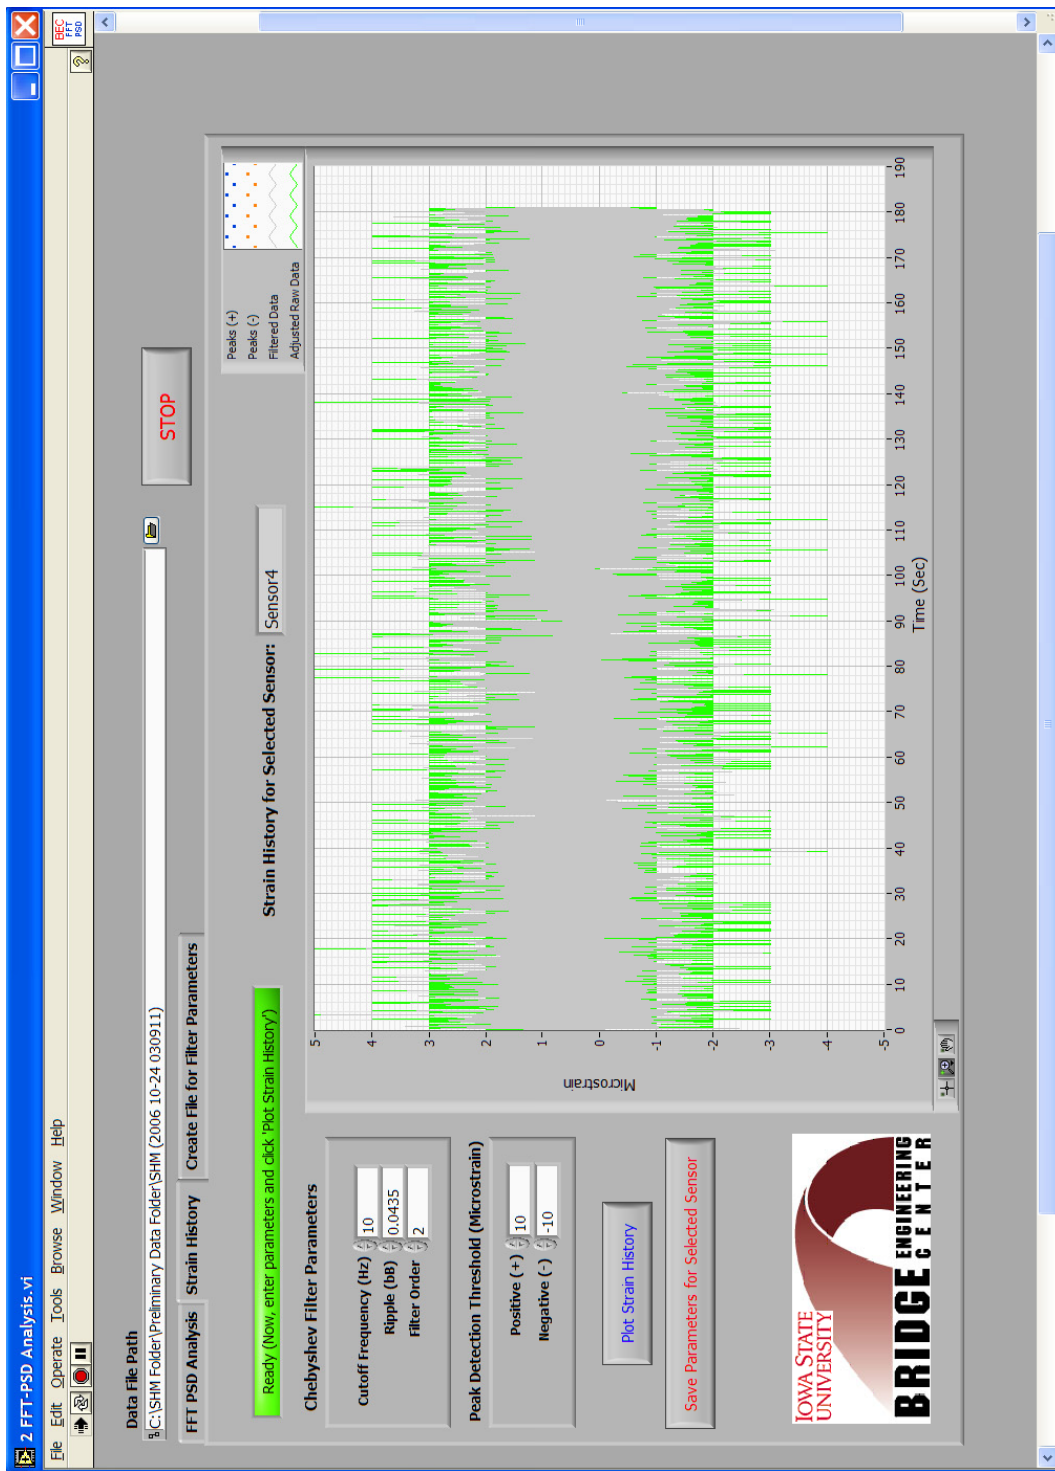 2 FFT-PSD Analysis.vi
File Edit Operate Tools Browse Window Help
BEC
FFT
PSD
?
Data File Path
C:\SHM Folder\Preliminary Data Folder\SHM (2006 10-24 030911)
STOP
FFT PSD Analysis
Strain History
Create File for Filter Parameters
Ready (Now, enter parameters and click 'Plot Strain History')
Strain History for Selected Sensor:
Sensor4
Peaks (+)
Peaks (-)
Filtered Data
Adjusted Raw Data
Chebyshev Filter Parameters
Cutoff Frequency (Hz) 10
Ripple (bB) 0.0435
Filter Order 2
Peak Detection Threshold (Microstrain)
Positive (+) 10
Negative (-) -10
Plot Strain History
Save Parameters for Selected Sensor
IOWA STATE
UNIVERSITY
BRIDGE ENGINEERING
CENTER
Microstrain
5
4
3
2
1
0
-1
-2
-3
-4
-5
0 10 20 30 40 50 60 70 80 90 100 110 120 130 140 150 160 170 180 190
Time (Sec)